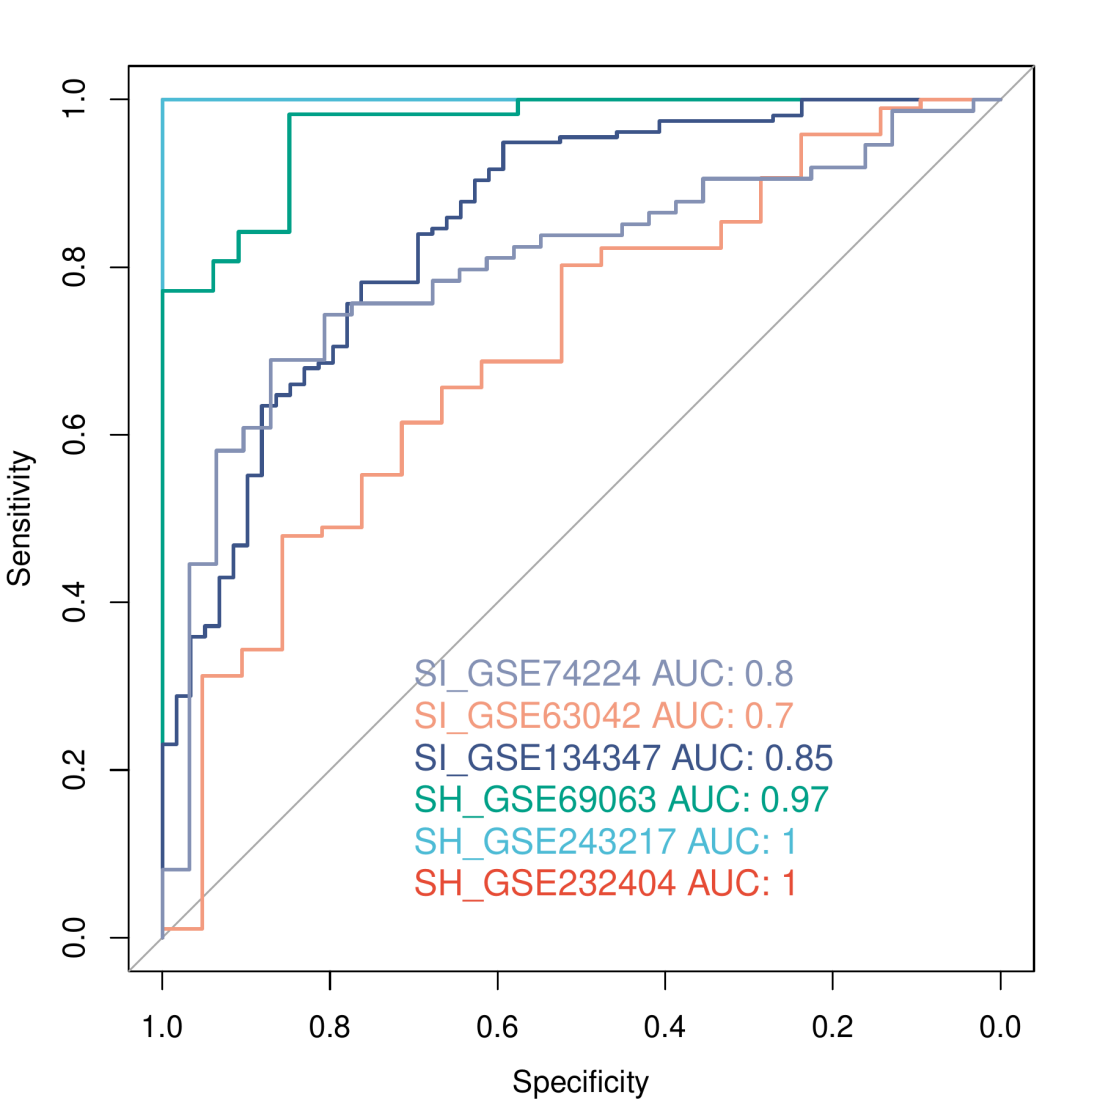 1.0
0.8
0.6
0.4
0.2
0.0
Sensitivity
SI_GSE74224 AUC: 0.8
SI_GSE63042 AUC: 0.7
SI_GSE134347 AUC: 0.85
SH_GSE69063 AUC: 0.97
SH_GSE243217 AUC: 1
SH_GSE232404 AUC: 1
1.0 0.8 0.6 0.4 0.2 0.0
Specificity